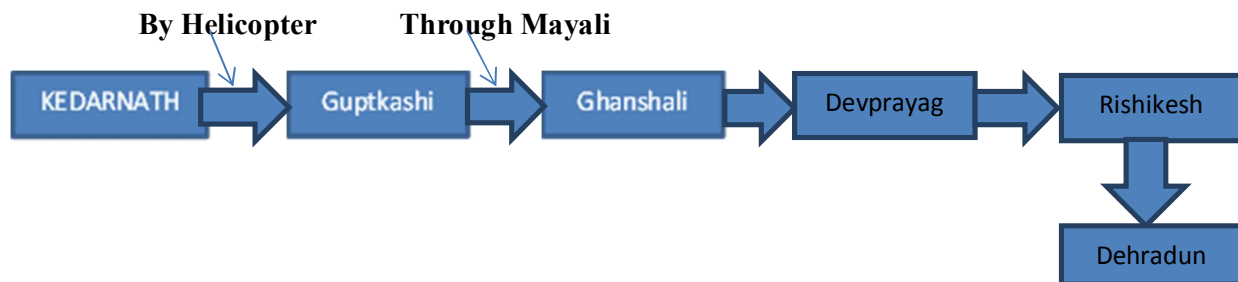 By Helicopter Through Mayali
KEDARNATH Guptkashi Ghanshali Devprayag Rishikesh
Dehradun